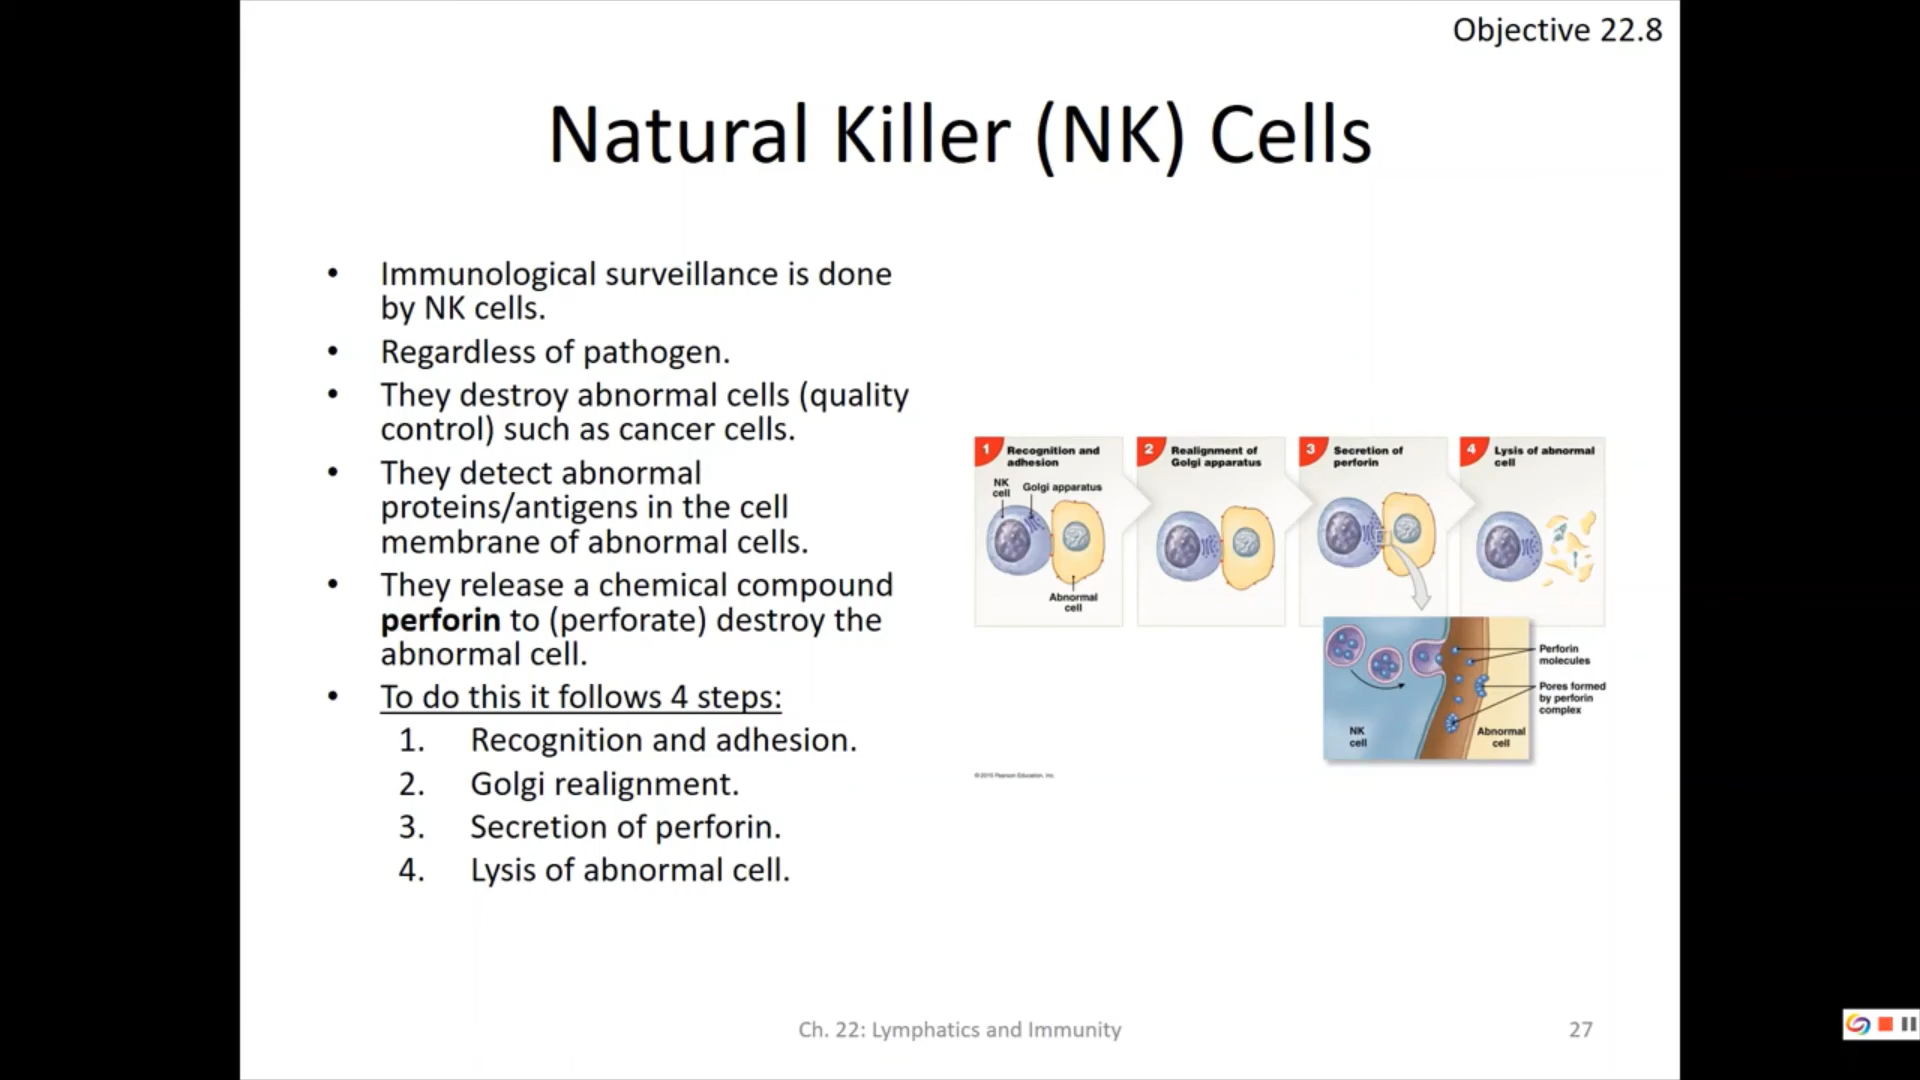 Objective 22.8
Natural Killer (NK) Cells
• Immunological surveillance is done
by NK cells.
• Regardless of pathogen.
• They destroy abnormal cells (quality
control) such as cancer cells.
• They detect abnormal
proteins/antigens in the cell
membrane of abnormal cells.
• They release a chemical compound
perforin to (perforate) destroy the
abnormal cell.
• To do this it follows 4 steps:
1. Recognition and adhesion.
2. Golgi realignment.
3. Secretion of perforin.
4. Lysis of abnormal cell.
1 Recognition and
adhesion
NK
cell
Golgi apparatus
Abnormal
cell
2 Realignment of
Golgi apparatus
3 Secretion of
perforin
4 Lysis of abnormal
cell
Perforin
molecules
Pores formed
by perforin
complex
NK
cell
Abnormal
cell
© 2015 Pearson Education, Inc.
Ch. 22: Lymphatics and Immunity
27